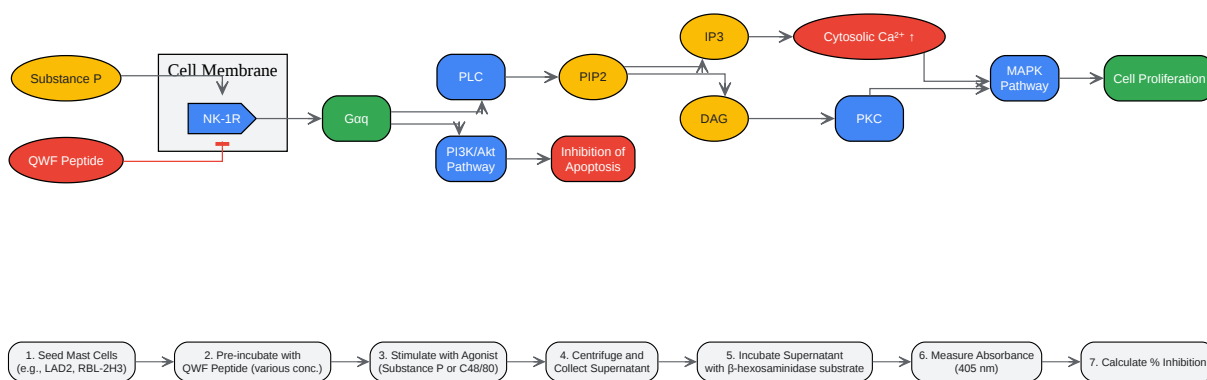 Substance P
QWF Peptide
Cell Membrane
NK-1R
Gαq
PLC
PI3K/Akt
Pathway
PIP2
Inhibition of
Apoptosis
IP3
DAG
Cytosolic Ca²⁺ ↑
PKC
MAPK
Pathway
Cell Proliferation
1. Seed Mast Cells
(e.g., LAD2, RBL-2H3)
2. Pre-incubate with
QWF Peptide (various conc.)
3. Stimulate with Agonist
(Substance P or C48/80)
4. Centrifuge and
Collect Supernatant
5. Incubate Supernatant
with β-hexosaminidase substrate
6. Measure Absorbance
(405 nm)
7. Calculate % Inhibition